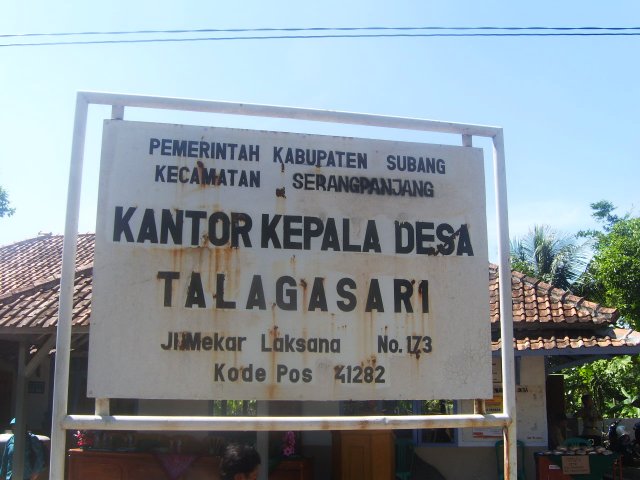 PEMERINTAH KABUPATEN SUBANG
KECAMATAN SERANGPANJANG
KANTOR KEPALA DESA
TALAGASARI
Jl.Mekar Laksana No. 173
Kode Pos 41282